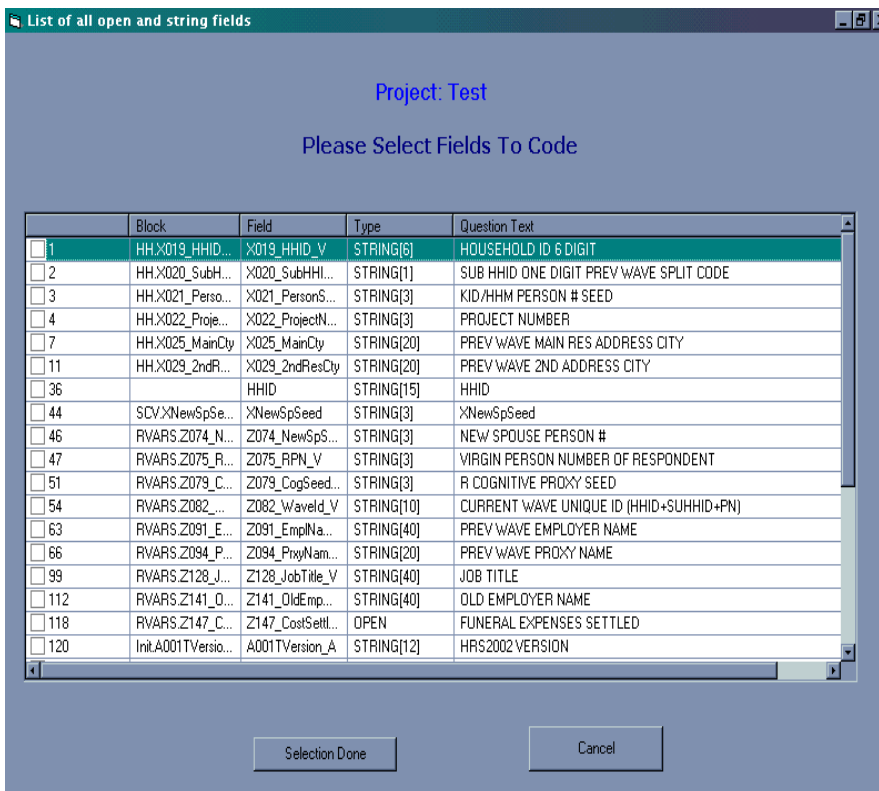 List of all open and string fields
Project: Test
Please Select Fields To Code
Block Field Type Question Text
1 HH.X019_HHID... X019_HHID_V STRING[6] HOUSEHOLD ID 6 DIGIT
2 HH.X020_SubH... X020_SubHHI... STRING[1] SUB HHID ONE DIGIT PREV WAVE SPLIT CODE
3 HH.X021_Perso... X021_PersonS... STRING[3] KID/HHM PERSON # SEED
4 HH.X022_Proje... X022_ProjectN... STRING[3] PROJECT NUMBER
7 HH.X025_MainCty X025_MainCty STRING[20] PREV WAVE MAIN RES ADDRESS CITY
11 HH.X029_2ndR... X029_2ndResCty STRING[20] PREV WAVE 2ND ADDRESS CITY
36 HHID STRING[15] HHID
44 SCV.XNewSpSe... XNewSpSeed STRING[3] XNewSpSeed
46 RVARS.Z074_N... Z074_NewSpS... STRING[3] NEW SPOUSE PERSON #
47 RVARS.Z075_R... Z075_RPN_V STRING[3] VIRGIN PERSON NUMBER OF RESPONDENT
51 RVARS.Z079_C... Z079_CogSeed... STRING[3] R COGNITIVE PROXY SEED
54 RVARS.Z082_... Z082_WaveId_V STRING[10] CURRENT WAVE UNIQUE ID (HHID+SUHHID+PN)
63 RVARS.Z091_E... Z091_EmplNa... STRING[40] PREV WAVE EMPLOYER NAME
66 RVARS.Z094_P... Z094_PrxyNam... STRING[20] PREV WAVE PROXY NAME
99 RVARS.Z128_J... Z128_JobTitle_V STRING[40] JOB TITLE
112 RVARS.Z141_O... Z141_OldEmp... STRING[40] OLD EMPLOYER NAME
118 RVARS.Z147_C... Z147_CostSettl... OPEN FUNERAL EXPENSES SETTLED
120 Init.A001TVersio... A001TVersion_A STRING[12] HRS2002 VERSION
Selection Done Cancel